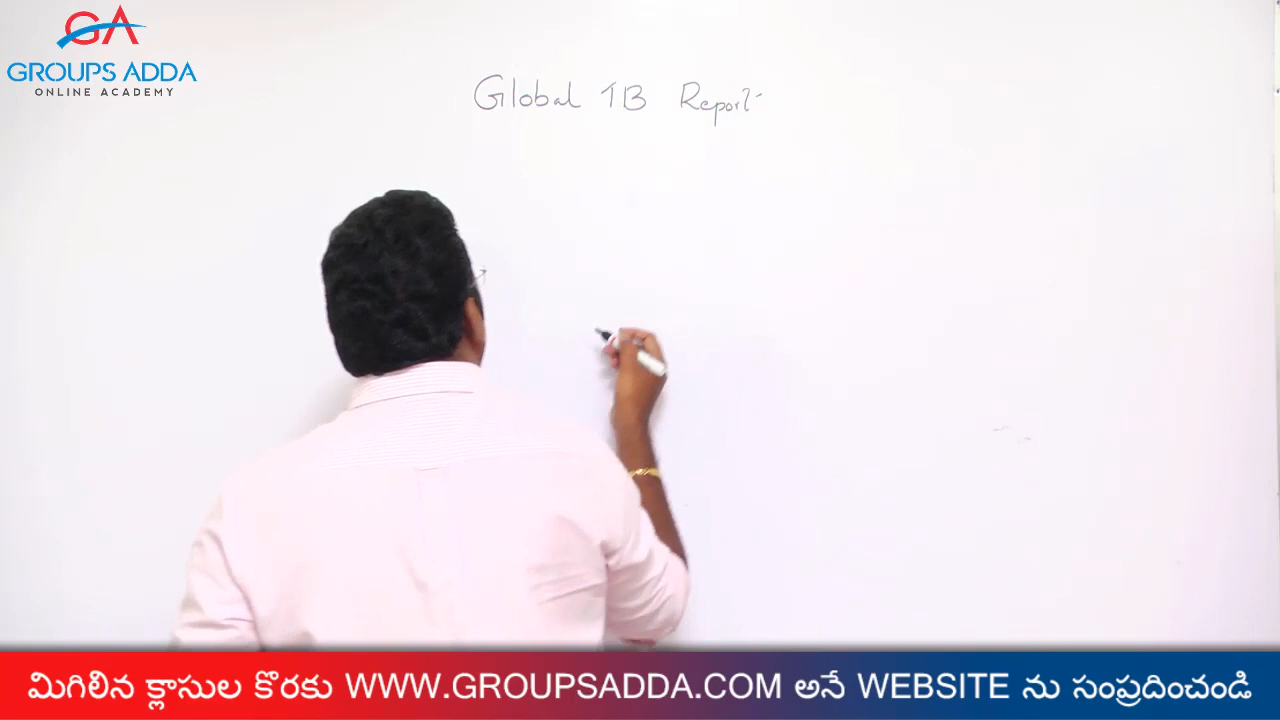 GA
GROUPS ADDA
ONLINE ACADEMY
Global TB Report
మిగిలిన క్లాసుల కొరకు WWW.GROUPSADDA.COM అనే WEBSITE ను సంప్రదించండి